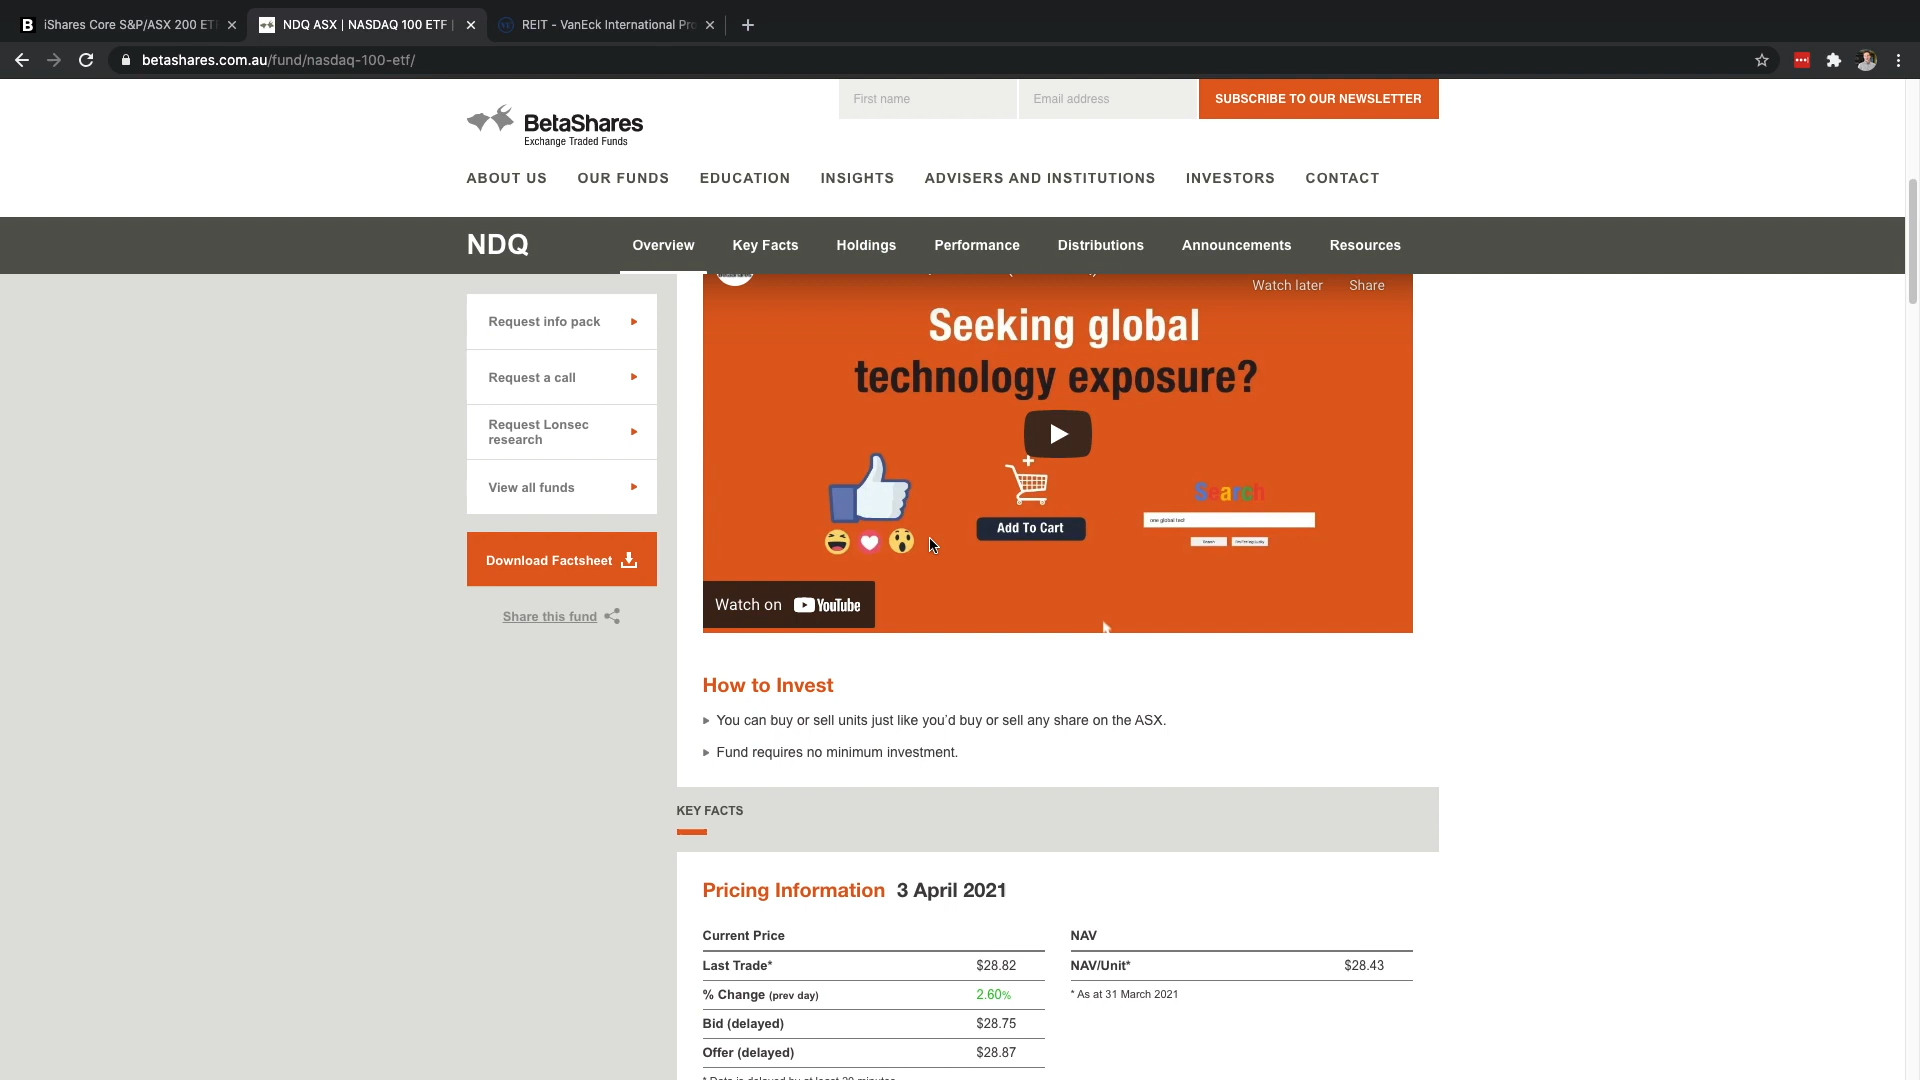 iShares Core S&P/ASX 200 ET
NDQ ASX | NASDAQ 100 ETF |
REIT - VanEck International Pro
betashares.com.au/fund/nasdaq-100-etf/
First name
Email address
SUBSCRIBE TO OUR NEWSLETTER
BetaShares
Exchange Traded Funds
ABOUT US
OUR FUNDS
EDUCATION
INSIGHTS
ADVISERS AND INSTITUTIONS
INVESTORS
CONTACT
NDQ
Overview
Key Facts
Holdings
Performance
Distributions
Announcements
Resources
Request info pack
Request a call
Request Lonsec
research
View all funds
Download Factsheet
Share this fund
Watch later
Share
Seeking global
technology exposure?
Add To Cart
Search
Search
Watch on YouTube
How to Invest
You can buy or sell units just like you'd buy or sell any share on the ASX.
Fund requires no minimum investment.
KEY FACTS
Pricing Information 3 April 2021
Current Price
Last Trade* $28.82
% Change (prev day) 2.60%
Bid (delayed) $28.75
Offer (delayed) $28.87
NAV
NAV/Unit* $28.43
* As at 31 March 2021